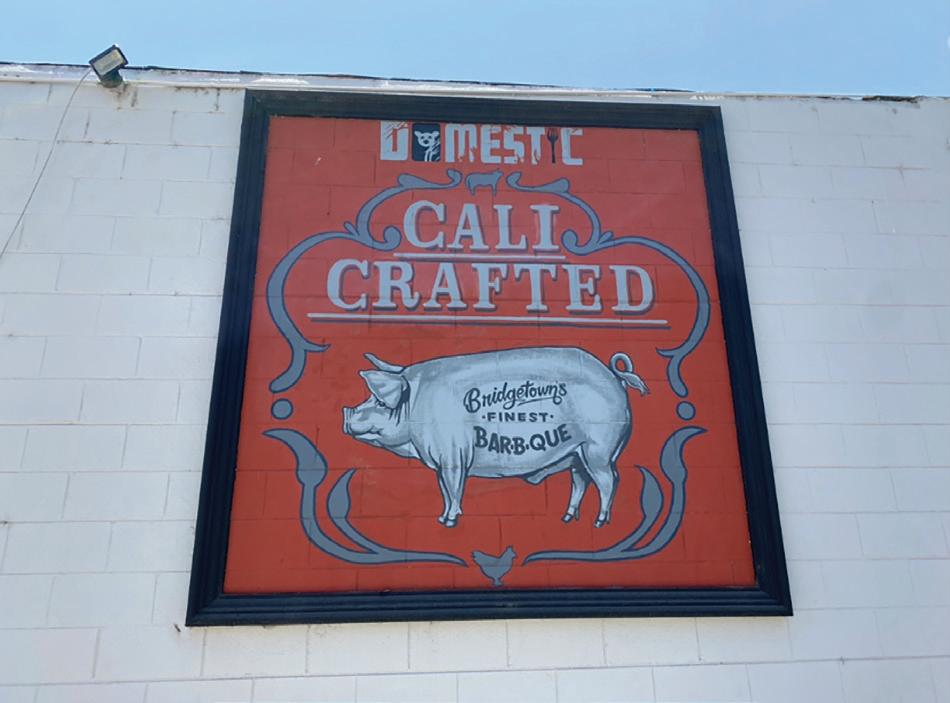 DOMESTIC
CALI
CRAFTED
Bridgetown's
·FINEST·
BAR·B·QUE